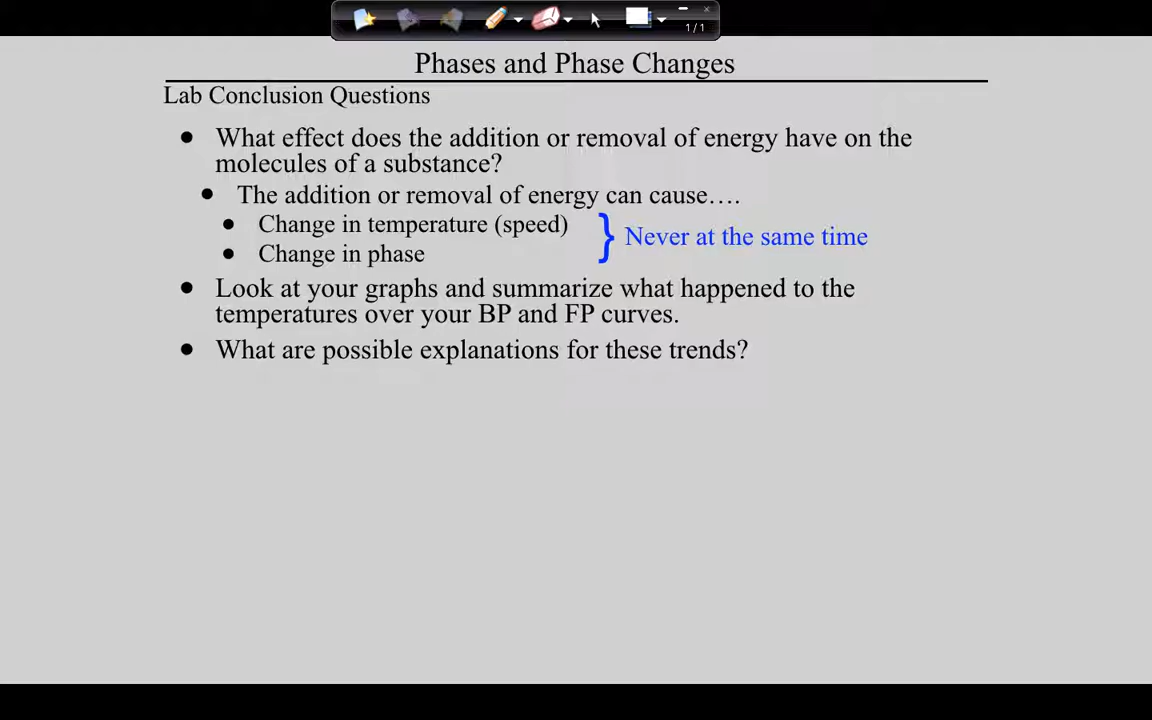 1/1
Phases and Phase Changes
Lab Conclusion Questions
• What effect does the addition or removal of energy have on the
molecules of a substance?
• The addition or removal of energy can cause….
• Change in temperature (speed)
} Never at the same time
• Change in phase
• Look at your graphs and summarize what happened to the
temperatures over your BP and FP curves.
• What are possible explanations for these trends?